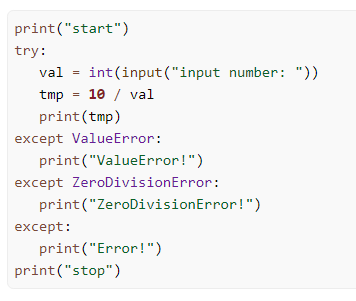 print("start")
try:
   val = int(input("input number: "))
   tmp = 10 / val
   print(tmp)
except ValueError:
   print("ValueError!")
except ZeroDivisionError:
   print("ZeroDivisionError!")
except:
   print("Error!")
print("stop")